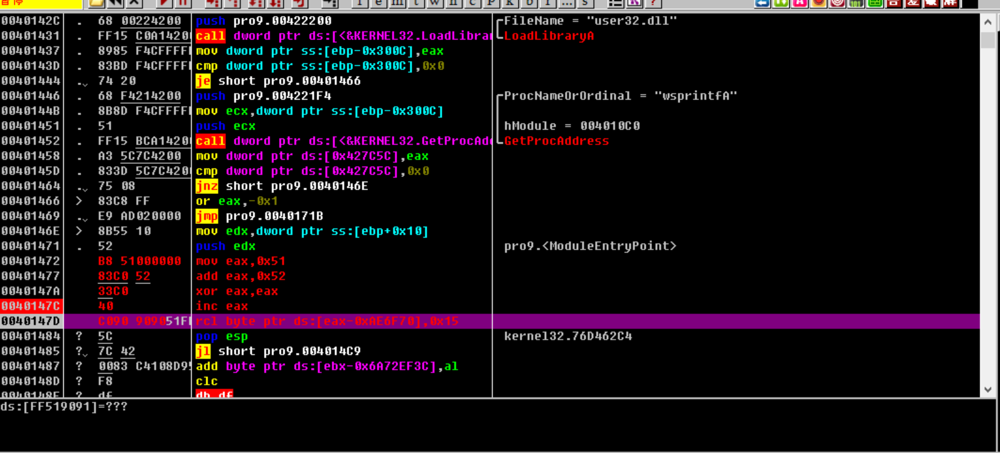 暂停 l e m t w h c P k b r ... s ?
0040142C . 68 00224200 push pro9.00422200 FileName = "user32.dll"
00401431 . FF15 C0A1420 call dword ptr ds:[<&KERNEL32.LoadLibra LoadLibraryA
00401437 . 8985 F4CFFFF mov dword ptr ss:[ebp-0x300C],eax
0040143D . 83BD F4CFFFF cmp dword ptr ss:[ebp-0x300C],0x0
00401444 . 74 20 je short pro9.00401466
00401446 . 68 F4214200 push pro9.004221F4 ProcNameOrOrdinal = "wsprintfA"
0040144B . 8B8D F4CFFFF mov ecx,dword ptr ss:[ebp-0x300C]
00401451 . 51 push ecx hModule = 004010C0
00401452 . FF15 BCA1420 call dword ptr ds:[<&KERNEL32.GetProcAd GetProcAddress
00401458 . A3 5C7C4200 mov dword ptr ds:[0x427C5C],eax
0040145D . 833D 5C7C420 cmp dword ptr ds:[0x427C5C],0x0
00401464 . 75 08 jnz short pro9.0040146E
00401466 > 83C8 FF or eax,-0x1
00401469 . E9 AD020000 jmp pro9.0040171B
0040146E > 8B55 10 mov edx,dword ptr ss:[ebp+0x10]
00401471 . 52 push edx pro9.<ModuleEntryPoint>
00401472 B8 51000000 mov eax,0x51
00401477 83C0 52 add eax,0x52
0040147A 33C0 xor eax,eax
0040147C 40 inc eax
0040147D C090 909051F rcl byte ptr ds:[eax-0xAE6F70],0x15
00401484 ? 5C pop esp kernel32.76D462C4
00401485 ? 7C 42 jl short pro9.004014C9
00401487 ? 0083 C4108D9 add byte ptr ds:[ebx-0x6A72EF3C],al
0040148D ? F8 clc
0040148E ? df db df
ds:[FF519091]=???